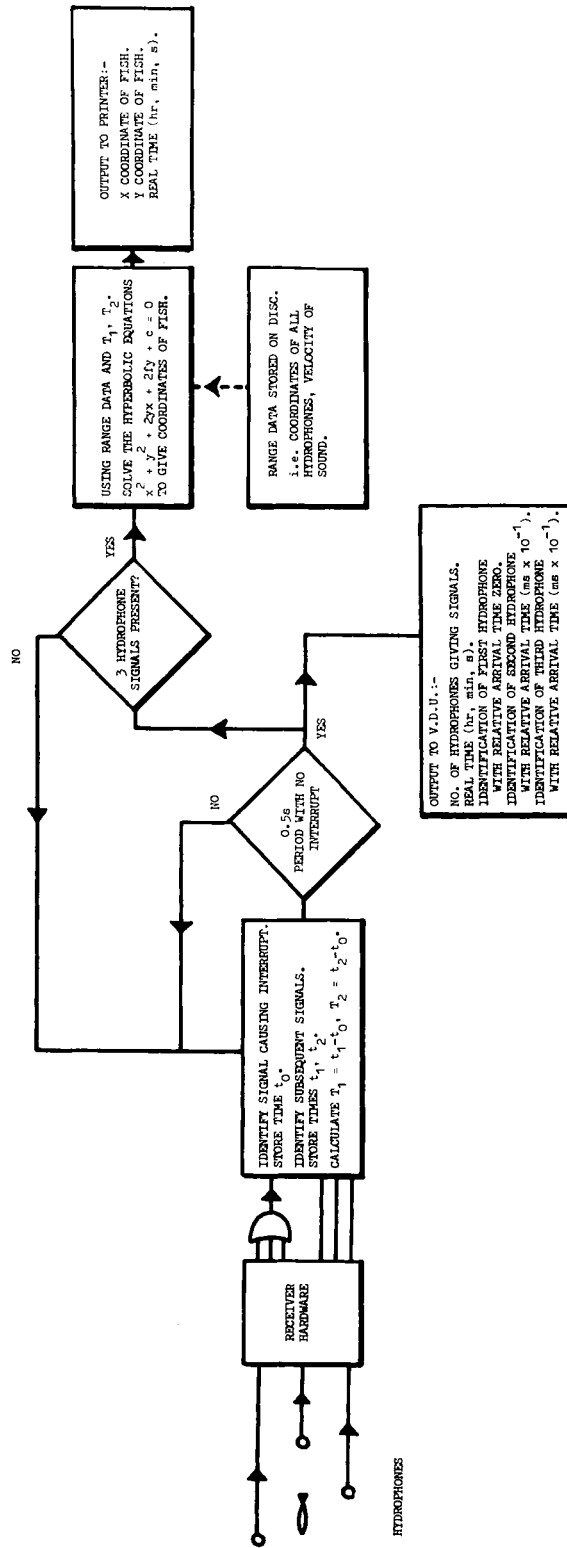 HYDROPHONES
RECEIVER
HARDWARE
IDENTIFY SIGNAL CAUSING INTERRUPT.
STORE TIME t₀.
IDENTIFY SUBSEQUENT SIGNALS.
STORE TIMES t₁, t₂.
CALCULATE T₁ = t₁-t₀, T₂ = t₂-t₀.
NO
0.5s
PERIOD WITH NO
INTERRUPT
YES
NO
3 HYDROPHONE
SIGNALS PRESENT?
YES
USING RANGE DATA AND T₁, T₂.
SOLVE THE HYPERBOLIC EQUATIONS
x² + y² + 2yx + 2fy + c = 0
TO GIVE COORDINATES OF FISH.
OUTPUT TO PRINTER:-
X COORDINATE OF FISH.
Y COORDINATE OF FISH.
REAL TIME (hr, min, s).
RANGE DATA STORED ON DISC.
i.e. COORDINATES OF ALL
HYDROPHONES, VELOCITY OF
SOUND.
OUTPUT TO V.D.U.:-
NO. OF HYDROPHONES GIVING SIGNALS.
REAL TIME (hr, min, s).
IDENTIFICATION OF FIRST HYDROPHONE
WITH RELATIVE ARRIVAL TIME ZERO.
IDENTIFICATION OF SECOND HYDROPHONE
WITH RELATIVE ARRIVAL TIME (ms x 10⁻¹).
IDENTIFICATION OF THIRD HYDROPHONE
WITH RELATIVE ARRIVAL TIME (ms x 10⁻¹).